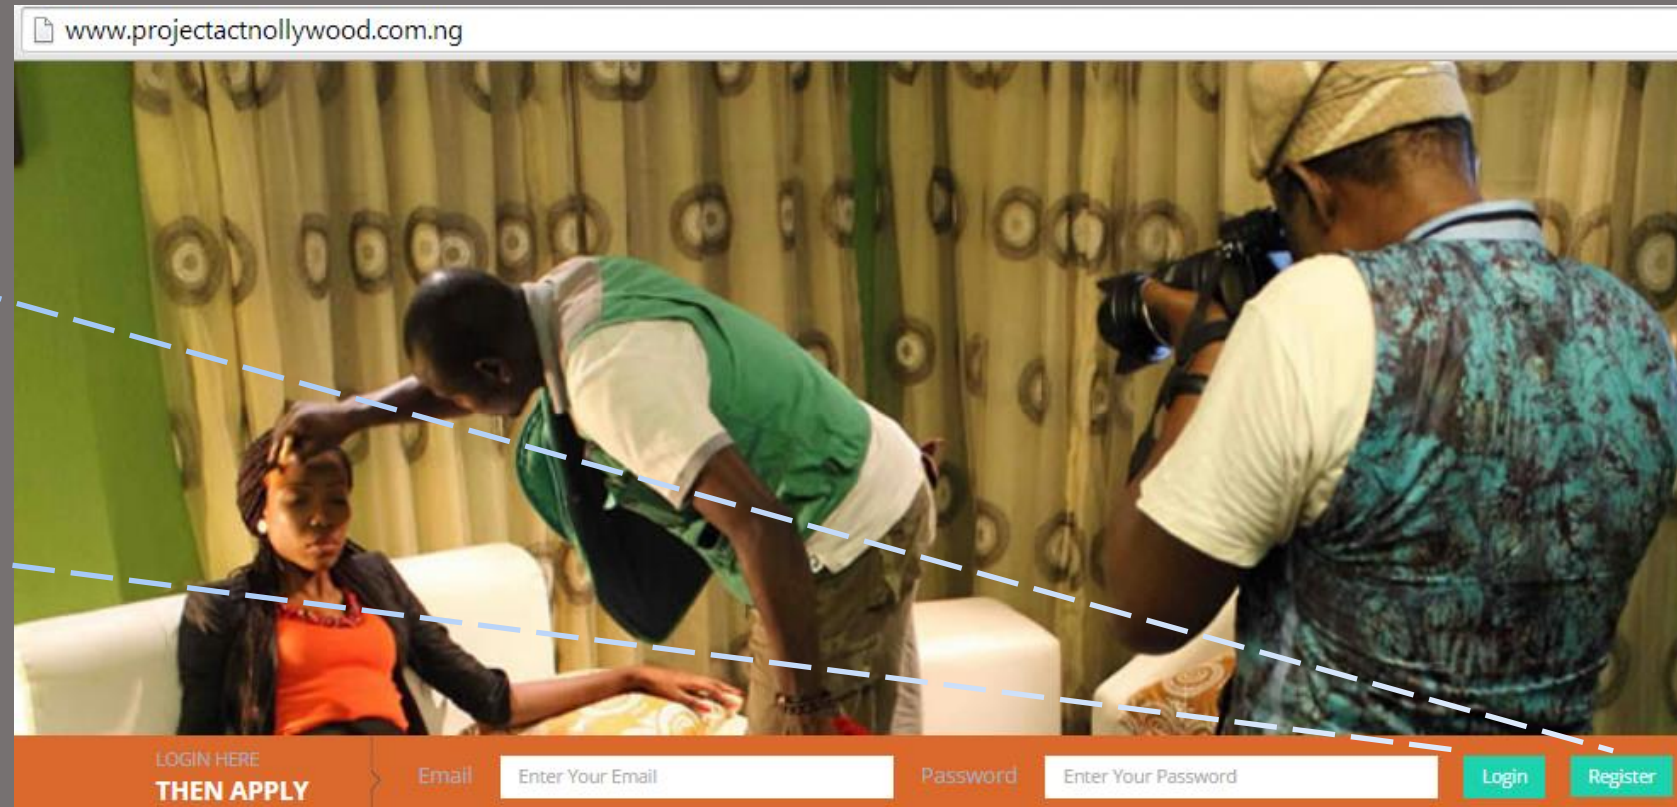 www.projectactnollywood.com.ng
LOGIN HERE
THEN APPLY
Email
Enter Your Email
Password
Enter Your Password
Login
Register